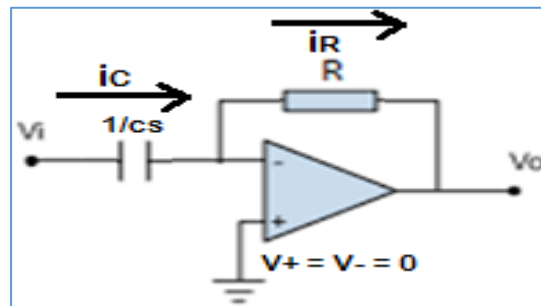 iR
R
iC
1/cs
Vi
-
+
Vo
V+ = V- = 0